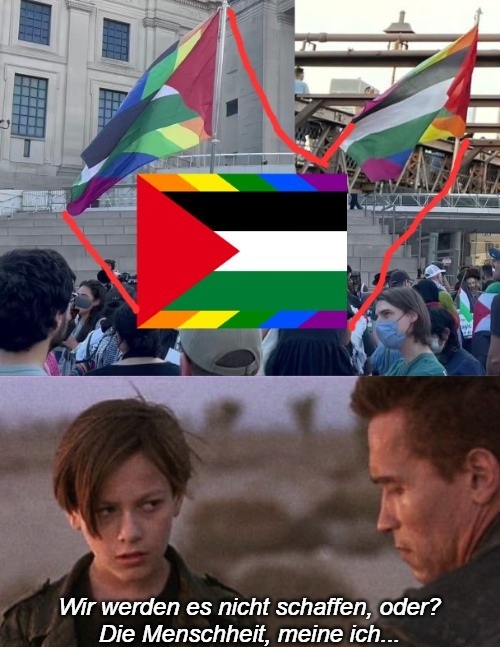 Wir werden es nicht schaffen, oder?
Die Menschheit, meine ich...